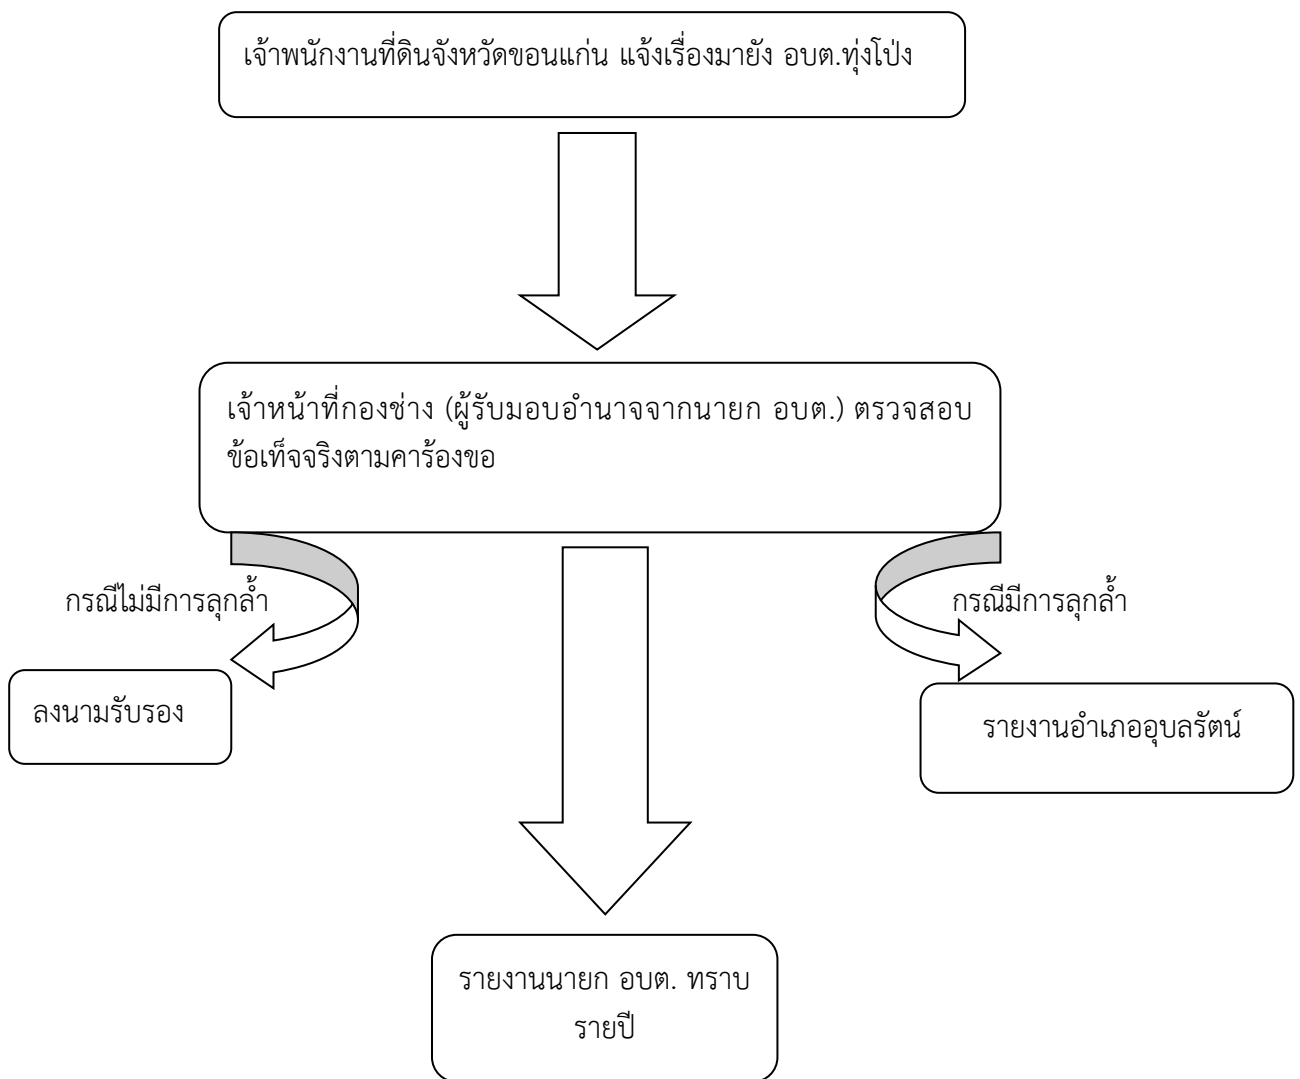 เจ้าพนักงานที่ดินจังหวัดขอนแก่น แจ้งเรื่องมายัง อบต.ทุ่งโป่ง
เจ้าหน้าที่กองช่าง (ผู้รับมอบอำนาจจากนายก อบต.) ตรวจสอบ
ข้อเท็จจริงตามคาร้องขอ
กรณีไม่มีการลุกล้ำ
กรณีมีการลุกล้ำ
ลงนามรับรอง
รายงานอำเภออุบลรัตน์
รายงานนายก อบต. ทราบ
รายปี